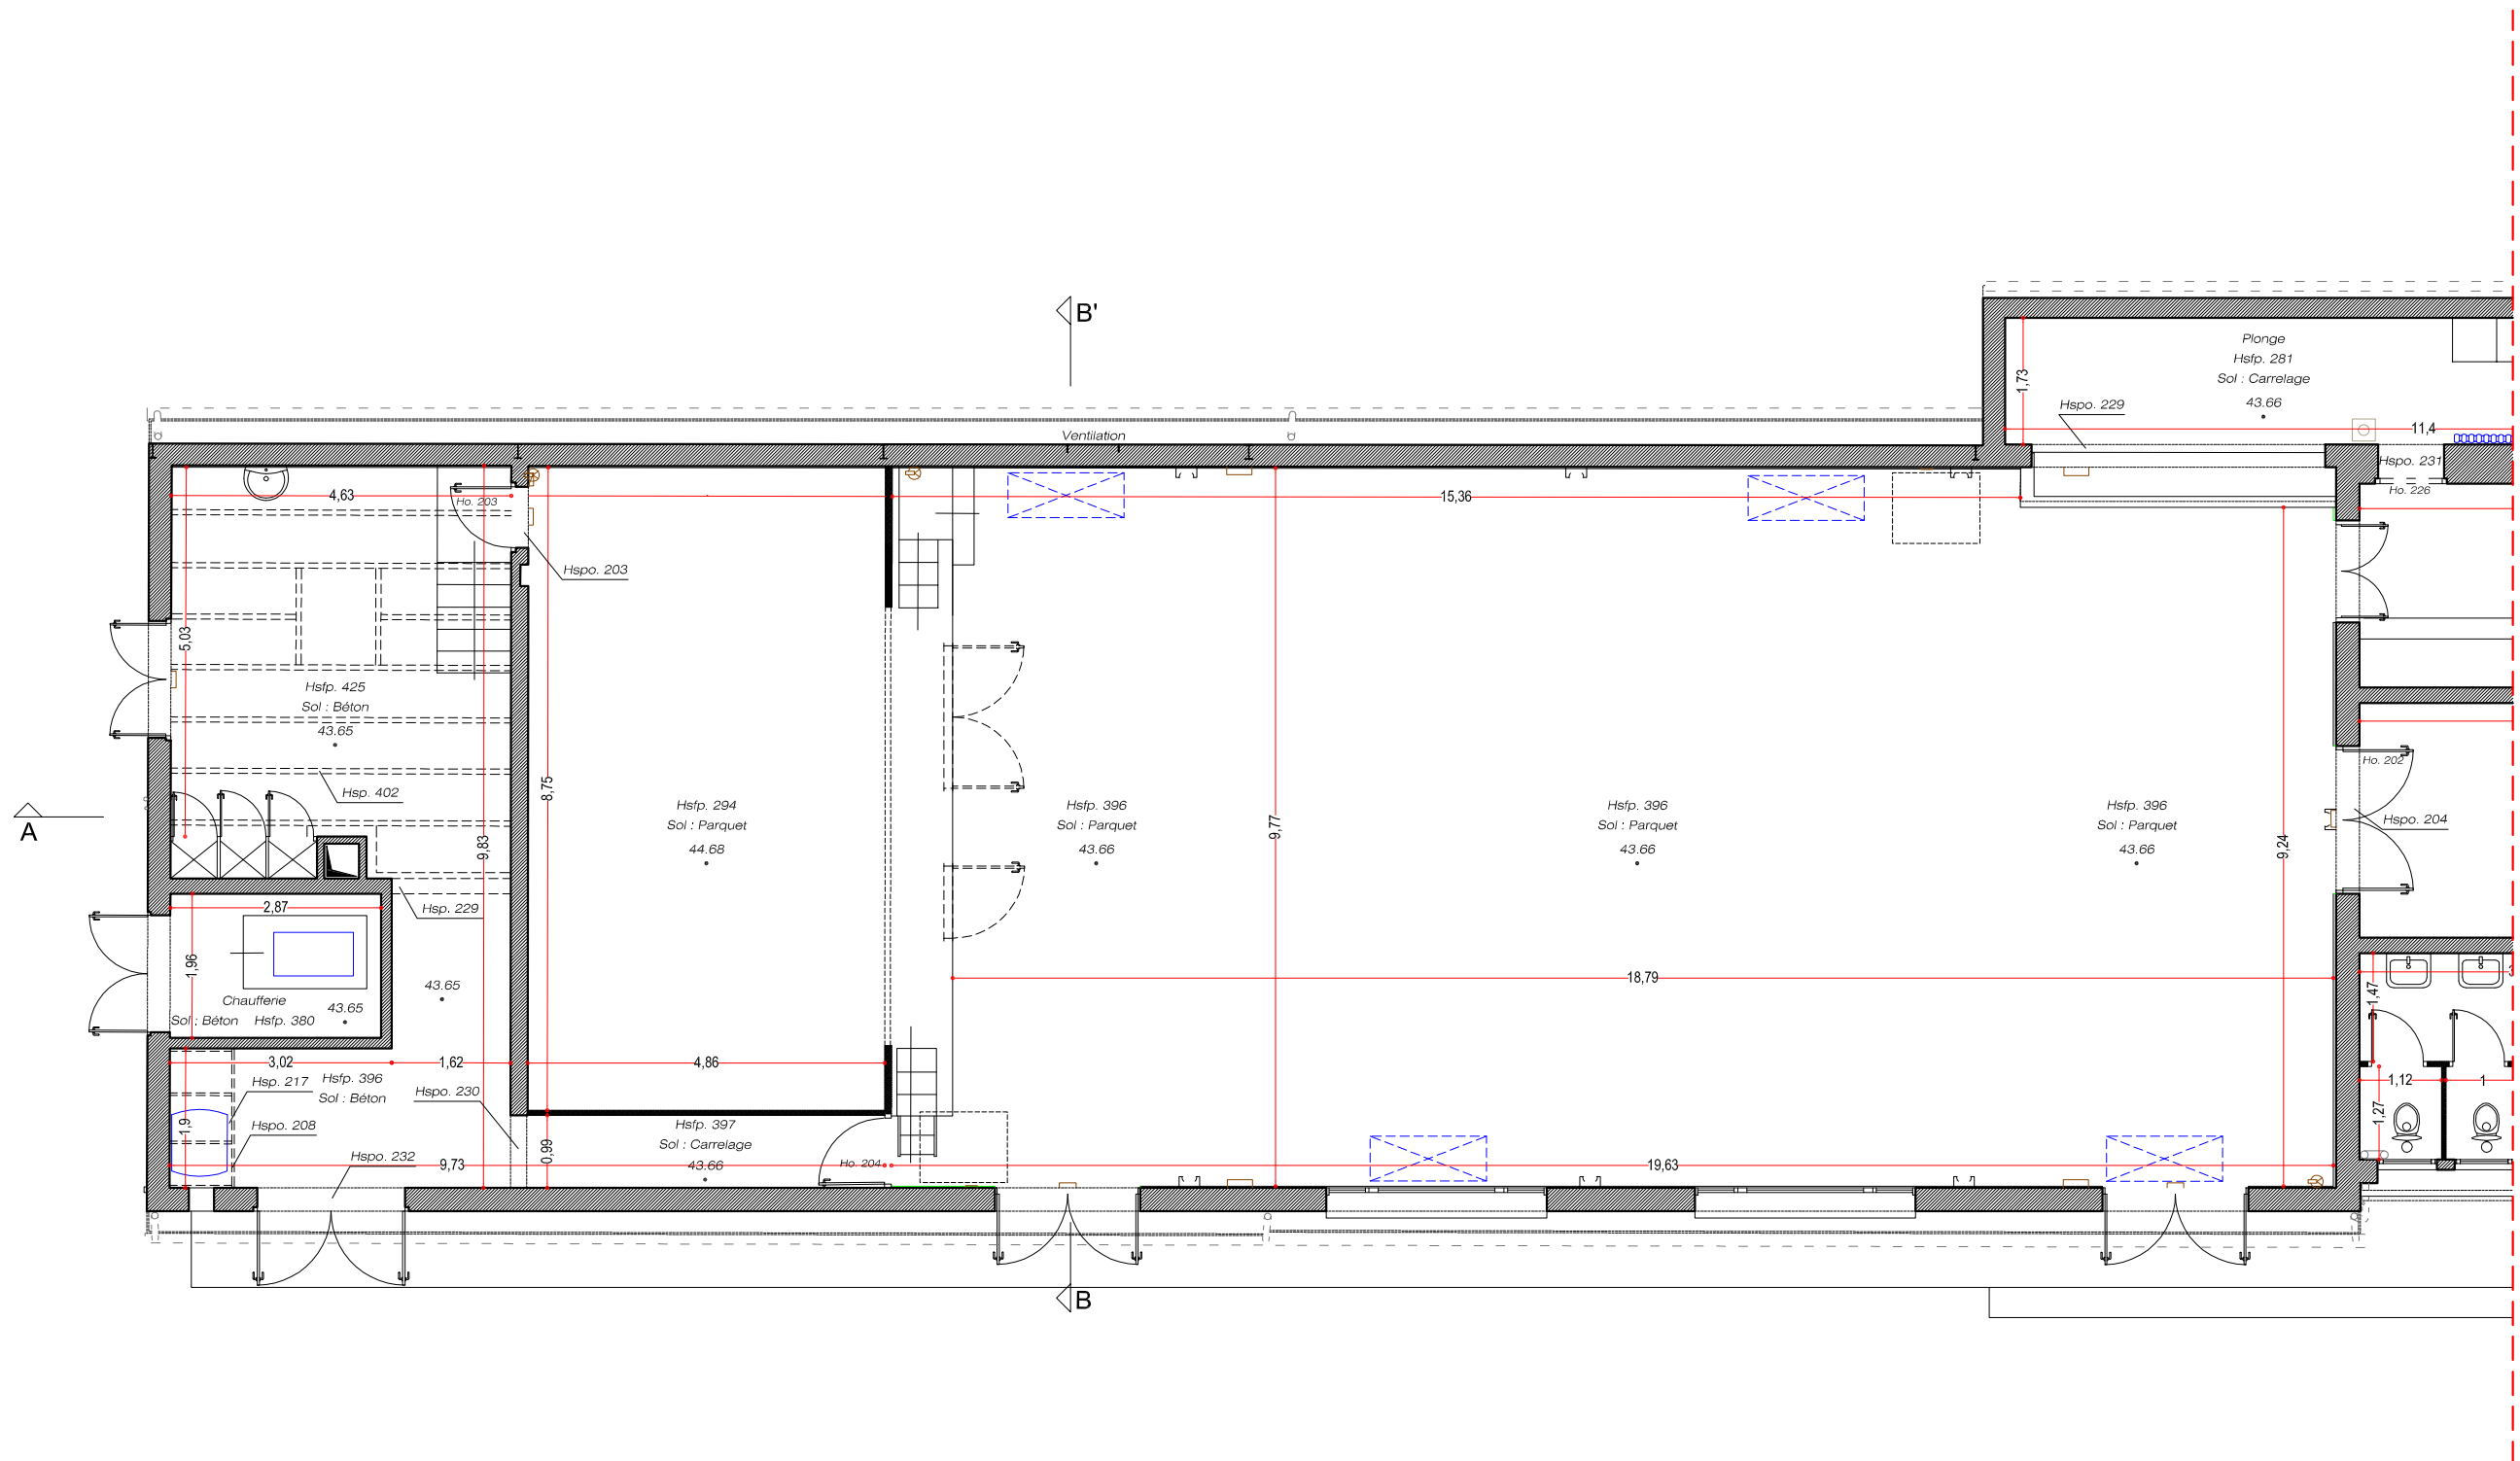 B'
Plonge
Hsfp. 281
Sol : Carrelage
43.66
1,73
Hspo. 229
11,4
Ventilation
Hspo. 231
Ho. 226
4,63
Ho. 203
15,36
Hspo. 203
5,03
Hsfp. 425
Sol : Béton
43.65
Hsp. 402
8,75
9,83
Hsfp. 294
Sol : Parquet
44.68
Hsfp. 396
Sol : Parquet
43.66
9,77
Hsfp. 396
Sol : Parquet
43.66
Hsfp. 396
Sol : Parquet
43.66
9,24
Ho. 202
Hspo. 204
A
2,87
Hsp. 229
1,96
Chaufferie
43.65
Sol : Béton
Hsfp. 380
43.65
18,79
1,47
3,02
1,62
4,86
Hsp. 217
Hsfp. 396
Sol : Béton
Hspo. 230
1,12
1
1,27
1,9
Hspo. 208
Hspo. 232
9,73
0,99
Hsfp. 397
Sol : Carrelage
43.66
Ho. 204
19,63
B